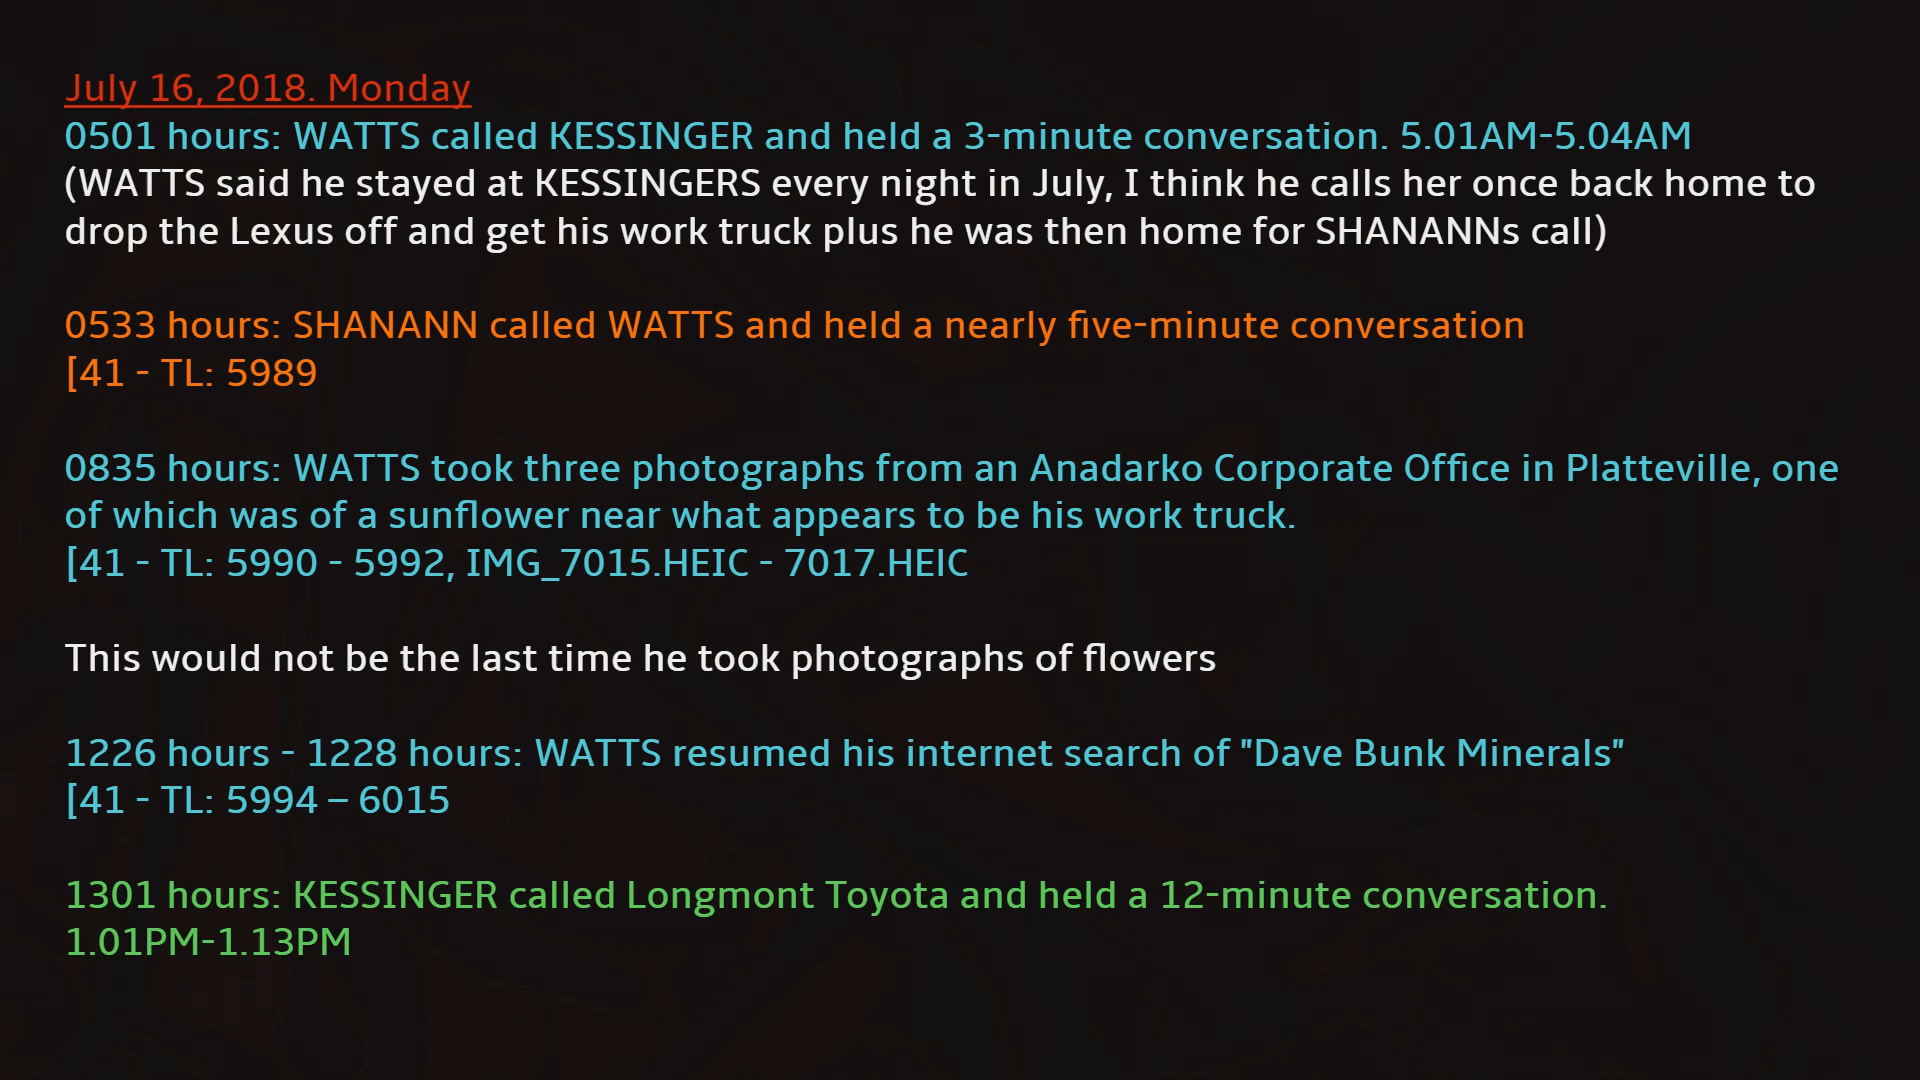 July 16, 2018. Monday
0501 hours: WATTS called KESSINGER and held a 3-minute conversation. 5.01AM-5.04AM
(WATTS said he stayed at KESSINGERS every night in July, I think he calls her once back home to
drop the Lexus off and get his work truck plus he was then home for SHANANNs call)
0533 hours: SHANANN called WATTS and held a nearly five-minute conversation
[41 - TL: 5989
0835 hours: WATTS took three photographs from an Anadarko Corporate Office in Platteville, one
of which was of a sunflower near what appears to be his work truck.
[41 - TL: 5990 - 5992, IMG_7015.HEIC - 7017.HEIC
This would not be the last time he took photographs of flowers
1226 hours - 1228 hours: WATTS resumed his internet search of "Dave Bunk Minerals"
[41 - TL: 5994 – 6015
1301 hours: KESSINGER called Longmont Toyota and held a 12-minute conversation.
1.01PM-1.13PM